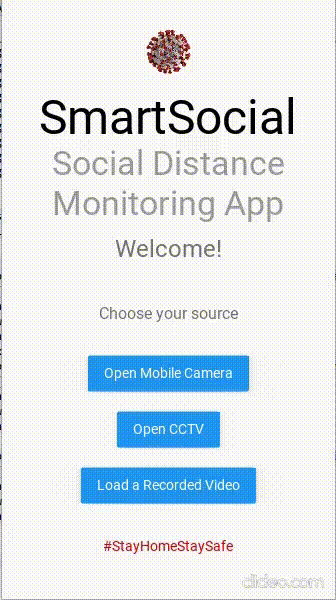 SmartSocial
Social Distance
Monitoring App
Welcome!
Choose your source
Open Mobile Camera
Open CCTV
Load a Recorded Video
#StayHomeStaySafe
clideo.com